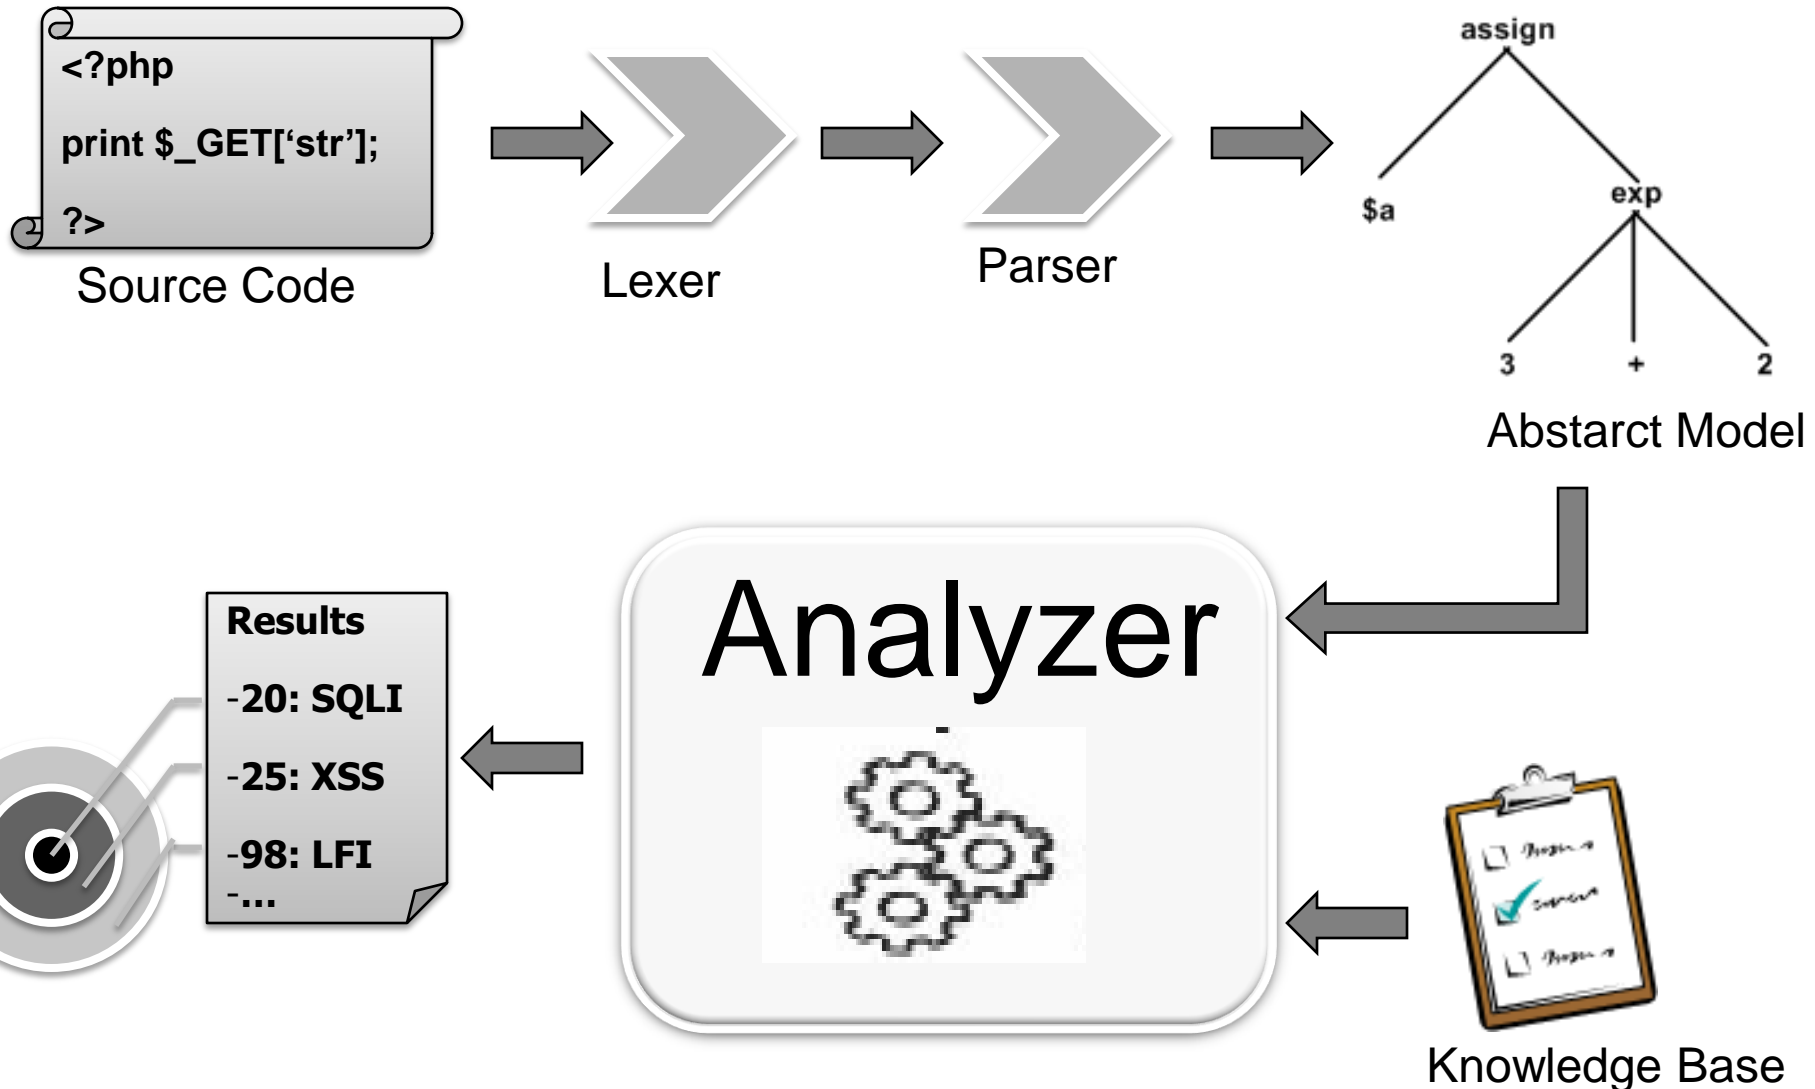 <?php
print $_GET[‘str’];
?>
Source Code
Lexer
Parser
assign
$a
exp
3 + 2
Abstarct Model
Analyzer
Results
-20: SQLI
-25: XSS
-98: LFI
-...
Knowledge Base